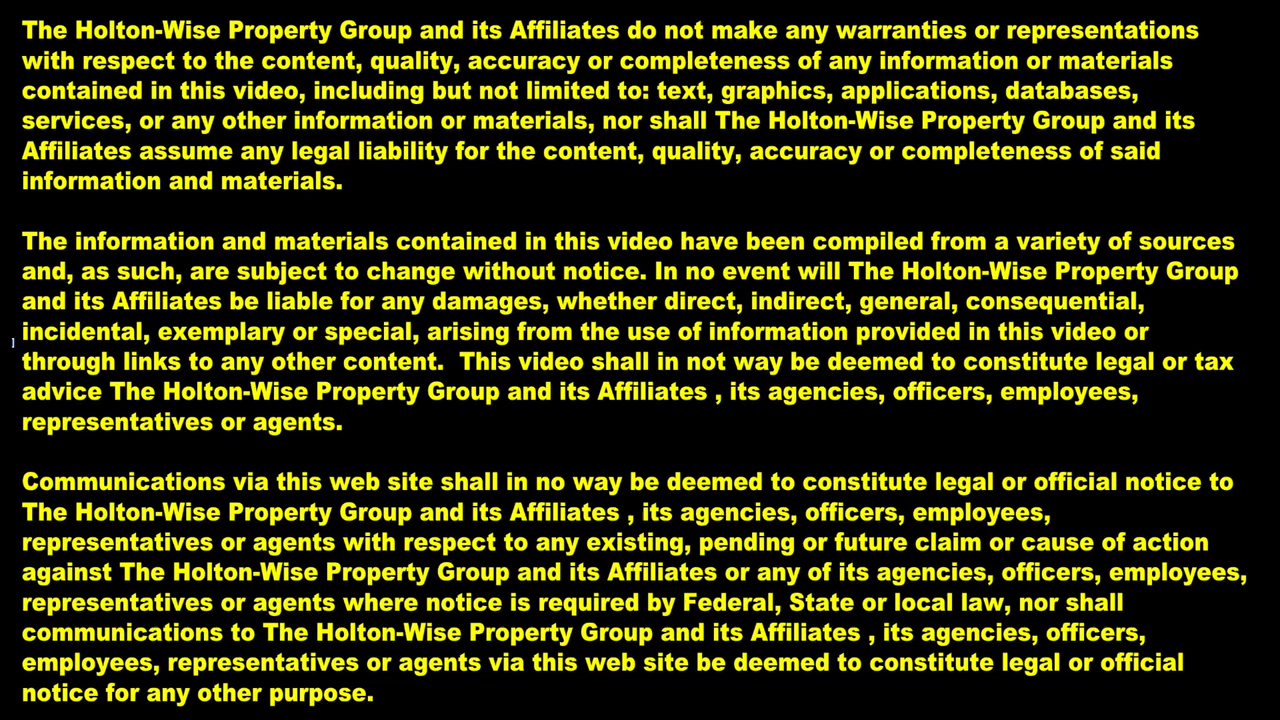 The Holton-Wise Property Group and its Affiliates do not make any warranties or representations
with respect to the content, quality, accuracy or completeness of any information or materials
contained in this video, including but not limited to: text, graphics, applications, databases,
services, or any other information or materials, nor shall The Holton-Wise Property Group and its
Affiliates assume any legal liability for the content, quality, accuracy or completeness of said
information and materials.
The information and materials contained in this video have been compiled from a variety of sources
and, as such, are subject to change without notice. In no event will The Holton-Wise Property Group
and its Affiliates be liable for any damages, whether direct, indirect, general, consequential,
incidental, exemplary or special, arising from the use of information provided in this video or
through links to any other content.  This video shall in not way be deemed to constitute legal or tax
advice The Holton-Wise Property Group and its Affiliates , its agencies, officers, employees,
representatives or agents.
Communications via this web site shall in no way be deemed to constitute legal or official notice to
The Holton-Wise Property Group and its Affiliates , its agencies, officers, employees,
representatives or agents with respect to any existing, pending or future claim or cause of action
against The Holton-Wise Property Group and its Affiliates or any of its agencies, officers, employees,
representatives or agents where notice is required by Federal, State or local law, nor shall
communications to The Holton-Wise Property Group and its Affiliates , its agencies, officers,
employees, representatives or agents via this web site be deemed to constitute legal or official
notice for any other purpose.